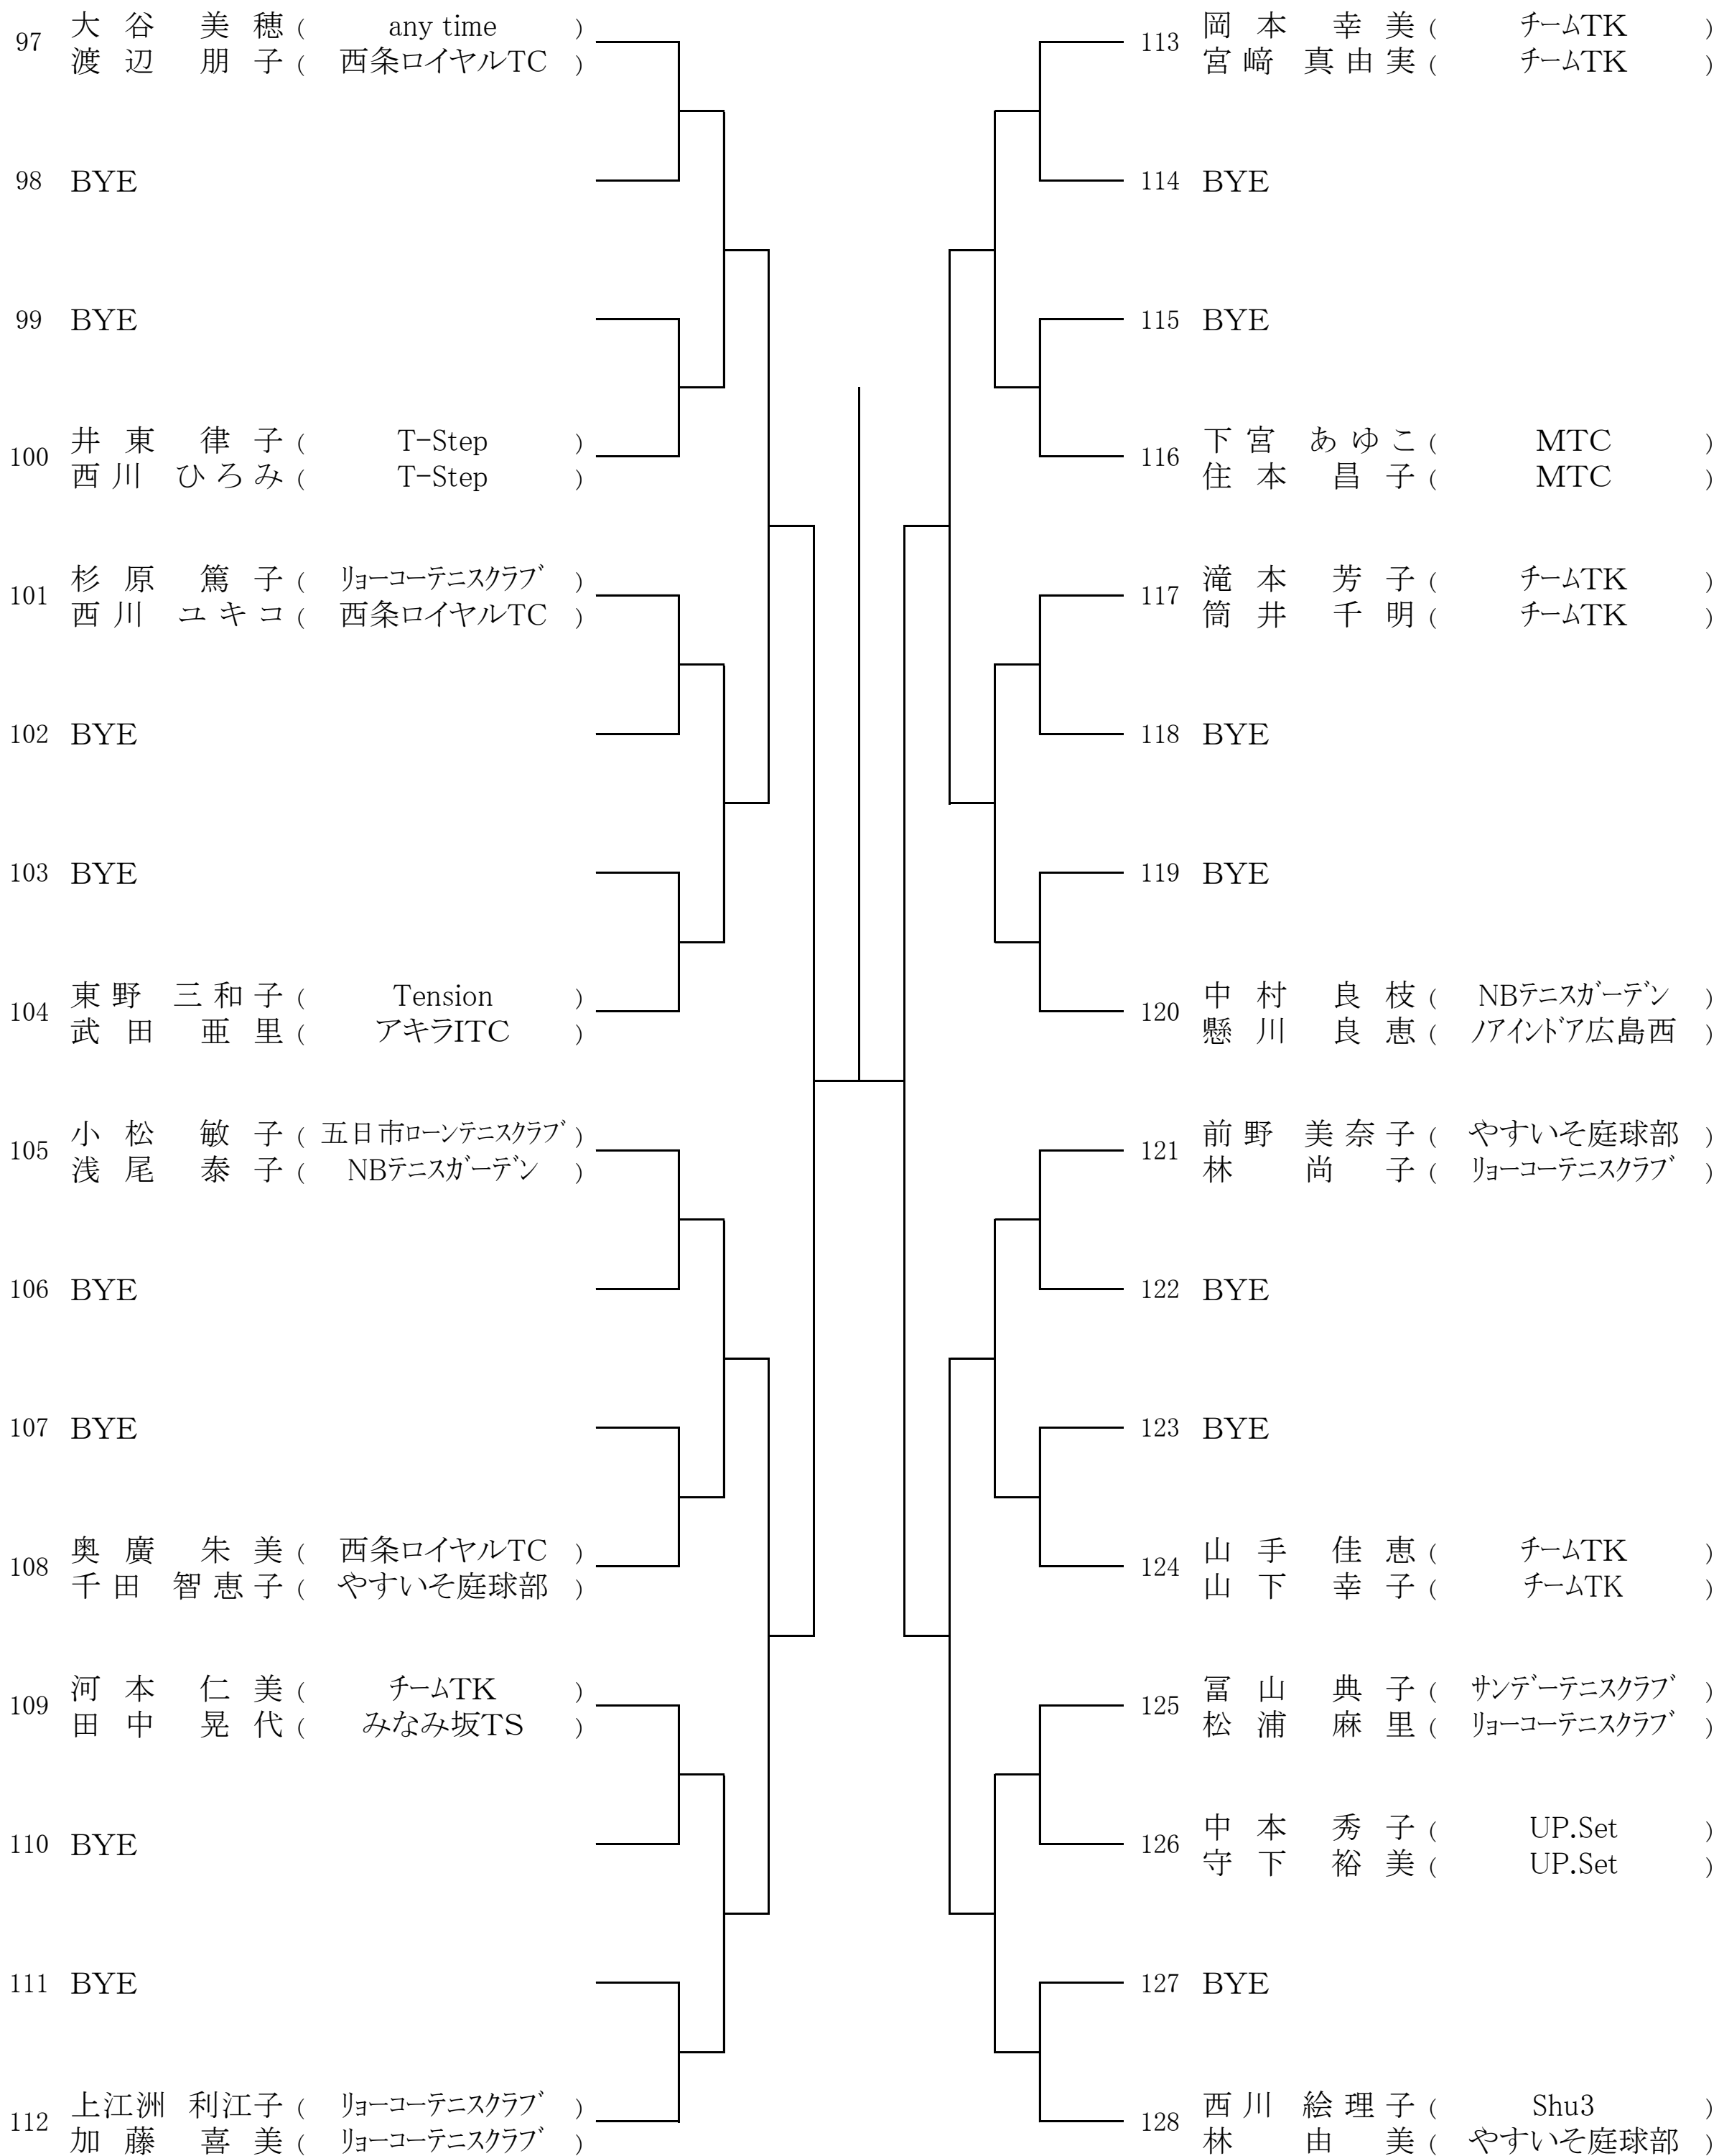 97 大谷 美穂 ( any time )
渡辺 朋子 ( 西条ロイヤルTC )
98 BYE
99 BYE
100 井東 律子 ( T-Step )
西川 ひろみ ( T-Step )
101 杉原 篤子 ( ﾘョーコーテニスクラブ )
西川 ユキコ ( 西条ロイヤルTC )
102 BYE
103 BYE
104 東野 三和子 ( Tension )
武田 亜里 ( アキラITC )
105 小松 敏子 ( 五日市ローンテニスクラブ )
浅尾 泰子 ( NBテニスガーデン )
106 BYE
107 BYE
108 奥廣 朱美 ( 西条ロイヤルTC )
千田 智恵子 ( やすいそ庭球部 )
109 河本 仁美 ( チームTK )
田中 晃代 ( みなみ坂TS )
110 BYE
111 BYE
112 上江洲 利江子 ( リョーコーテニスクラブ )
加藤 喜美 ( リョーコーテニスクラブ )
113 岡本 幸美 ( チームTK )
宮﨑 真由実 ( チームTK )
114 BYE
115 BYE
116 下宮 あゆこ ( MTC )
住本 昌子 ( MTC )
117 滝本 芳子 ( チームTK )
筒井 千明 ( チームTK )
118 BYE
119 BYE
120 中村 良枝 ( NBテニスガーデン )
懸川 良恵 ( ノアインドア広島西 )
121 前野 美奈子 ( やすいそ庭球部 )
林 尚子 ( リョーコーテニスクラブ )
122 BYE
123 BYE
124 山手 佳恵 ( チームTK )
山下 幸子 ( チームTK )
125 冨山 典子 ( サンデーテニスクラブ )
松浦 麻里 ( リョーコーテニスクラブ )
126 中本 秀子 ( UP.Set )
守下 裕美 ( UP.Set )
127 BYE
128 西川 絵理子 ( Shu3 )
林 由美 ( やすいそ庭球部 )